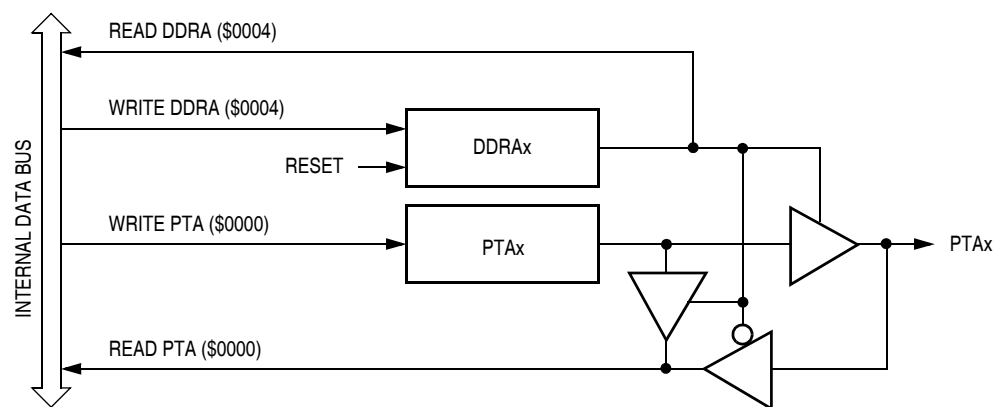 READ DDRA ($0004)
WRITE DDRA ($0004)
DDRAx
RESET
INTERNAL DATA BUS
WRITE PTA ($0000)
PTAx
PTAx
READ PTA ($0000)